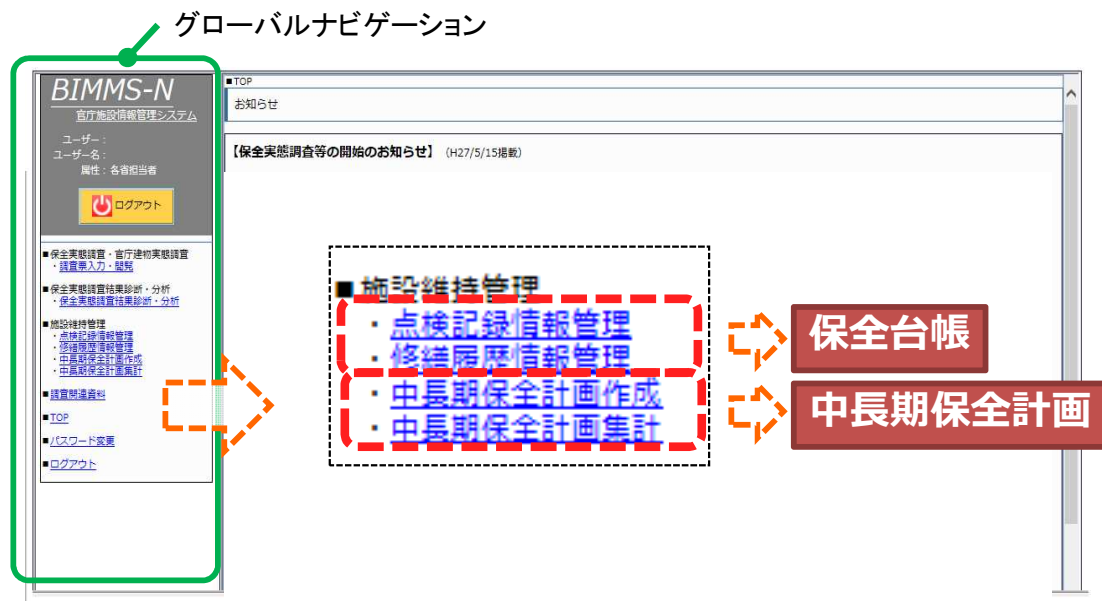 グローバルナビゲーション
BIMMS-N
官庁施設情報管理システム
ユーザー：
ユーザー名：
属性：各省担当者
ログアウト
■保全実態調査・官庁建物実態調査
・調査票入力・閲覧
■保全実態調査結果診断・分析
・保全実態調査結果診断・分析
■施設維持管理
・点検記録情報管理
・修繕履歴情報管理
・中長期保全計画作成
・中長期保全計画集計
■調査関連資料
■TOP
■パスワード変更
■ログアウト
■TOP
お知らせ
【保全実態調査等の開始のお知らせ】 （H27/5/15掲載）
■施設維持管理
・点検記録情報管理
・修繕履歴情報管理
・中長期保全計画作成
・中長期保全計画集計
保全台帳
中長期保全計画